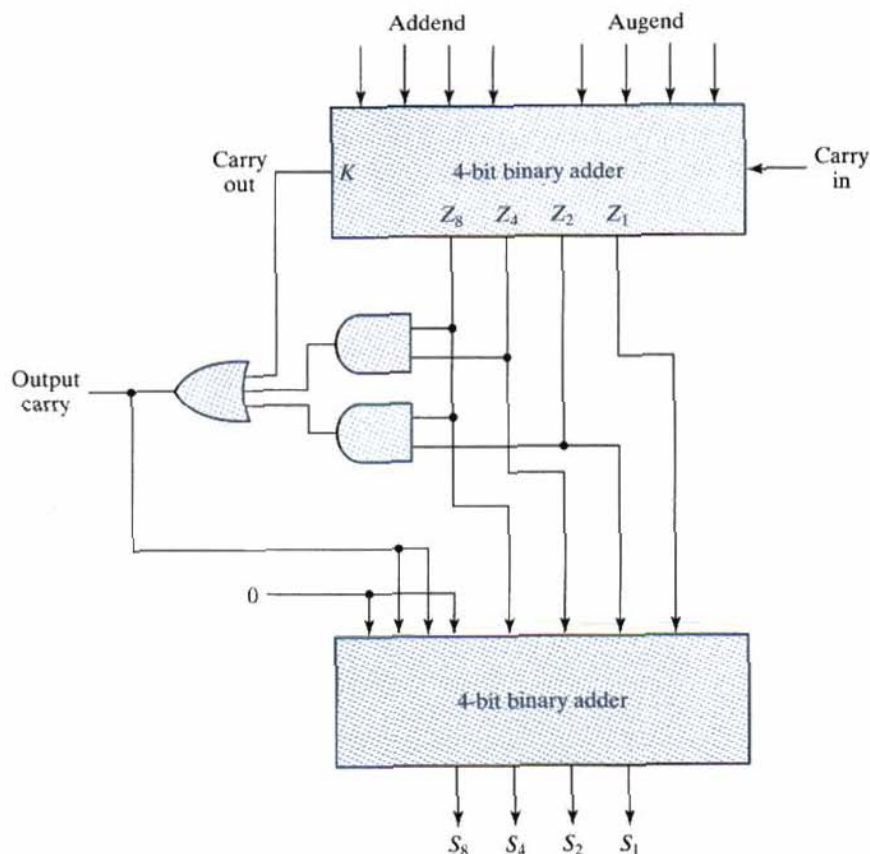 Addend Augend
Carry out
K
4-bit binary adder
Carry in
Z₈ Z₄ Z₂ Z₁
Output carry
0
4-bit binary adder
S₈ S₄ S₂ S₁